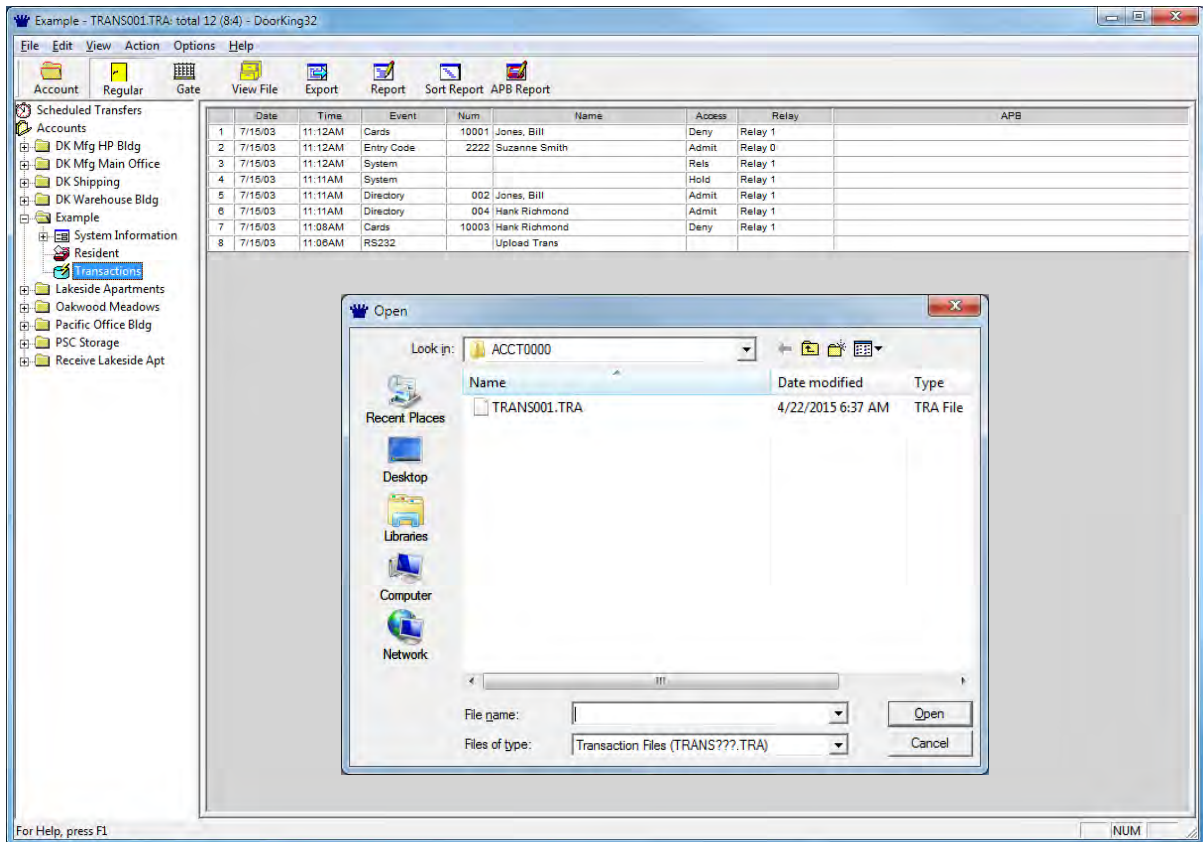 Example - TRANS001.TRA: total 12 (8:4) - DoorKing32
File Edit View Action Options Help
Account Regular Gate View File Export Report Sort Report APB Report
Scheduled Transfers
Accounts
DK Mfg HP Bldg
DK Mfg Main Office
DK Shipping
DK Warehouse Bldg
Example
System Information
Resident
Transactions
Lakeside Apartments
Oakwood Meadows
Pacific Office Bldg
PSC Storage
Receive Lakeside Apt
Date Time Event Num Name Access Relay APB
1 7/15/03 11:12AM Cards 10001 Jones, Bill Deny Relay 1
2 7/15/03 11:12AM Entry Code 2222 Suzanne Smith Admit Relay 0
3 7/15/03 11:12AM System Rels Relay 1
4 7/15/03 11:11AM System Hold Relay 1
5 7/15/03 11:11AM Directory 002 Jones, Bill Admit Relay 1
6 7/15/03 11:11AM Directory 004 Hank Richmond Admit Relay 1
7 7/15/03 11:08AM Cards 10003 Hank Richmond Deny Relay 1
8 7/15/03 11:06AM RS232 Upload Trans
Open
Look in: ACCT0000
Name Date modified Type
TRANS001.TRA 4/22/2015 6:37 AM TRA File
Recent Places
Desktop
Libraries
Computer
Network
File name: Open
Files of type: Transaction Files (TRANS???.TRA) Cancel
For Help, press F1 NUM